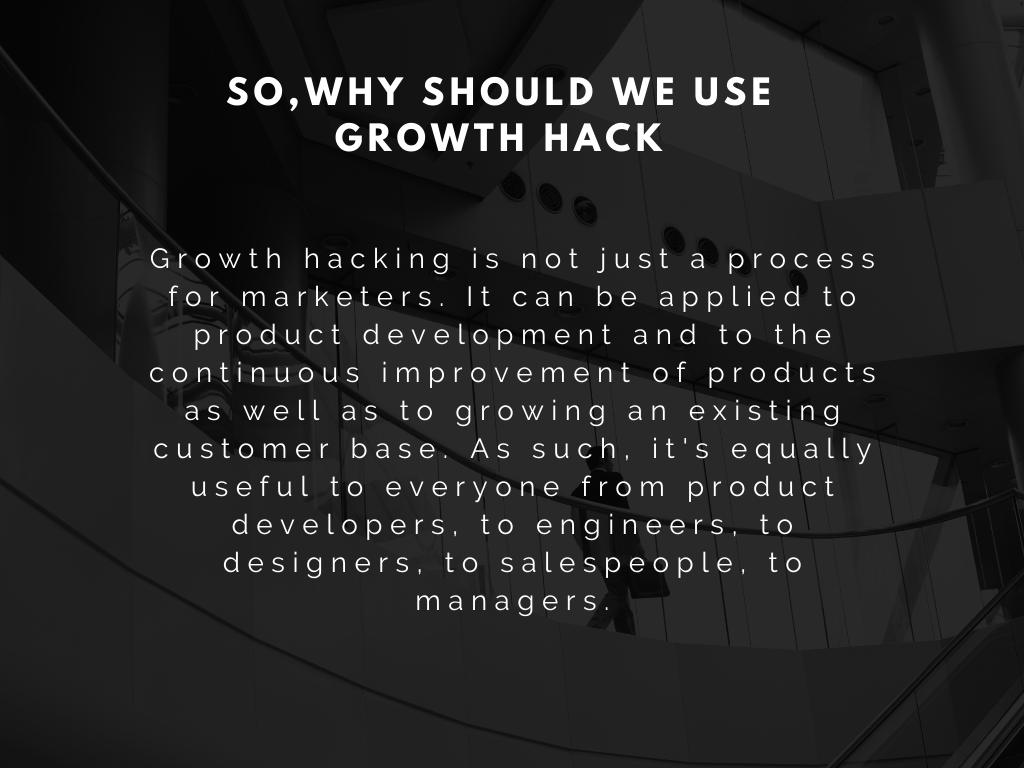 SO,WHY SHOULD WE USE
GROWTH HACK
Growth hacking is not just a process
for marketers. It can be applied to
product development and to the
continuous improvement of products
as well as to growing an existing
customer base. As such, it's equally
useful to everyone from product
developers, to engineers, to
designers, to salespeople, to
managers.